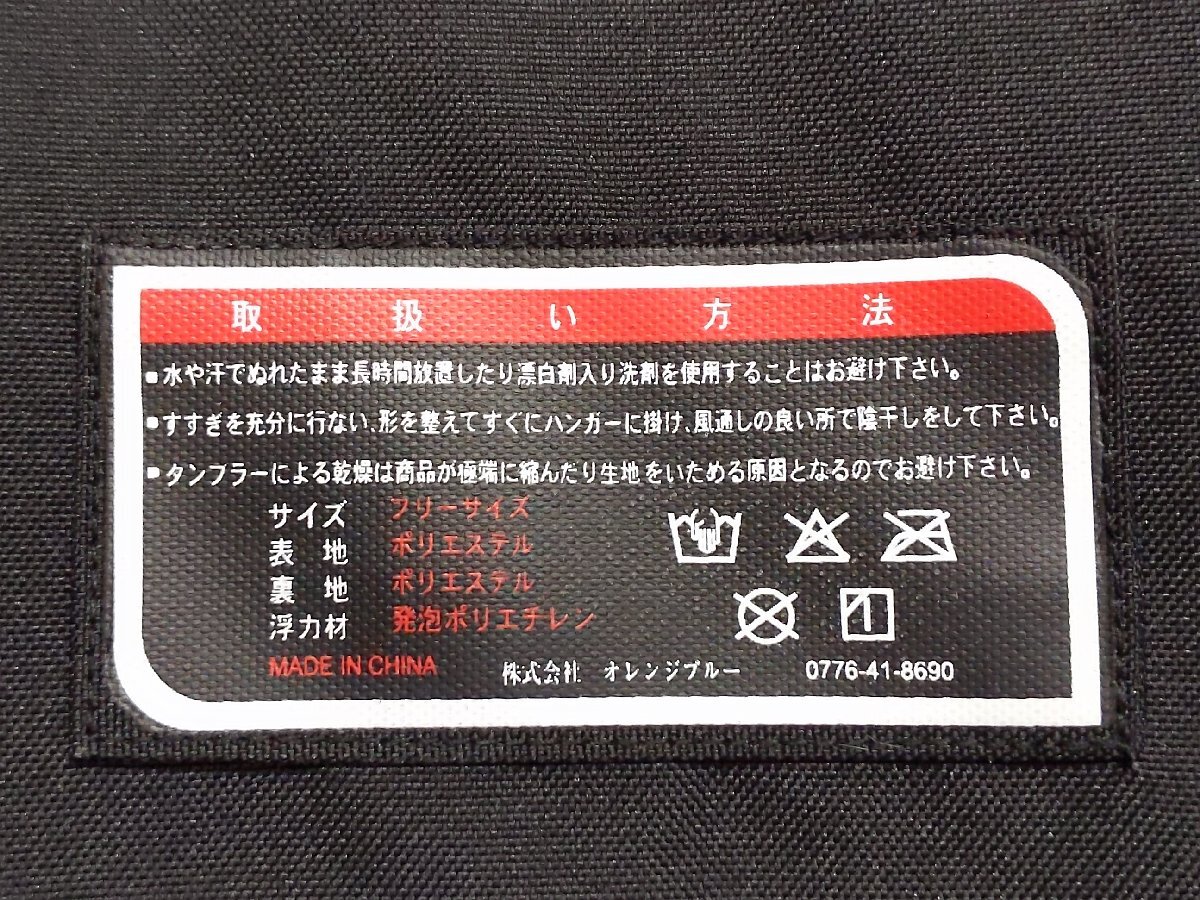 取扱い方法
■水や汗でぬれたまま長時間放置したり漂白剤入り洗剤を使用することはお避け下さい。
■すすぎを充分に行ない、形を整えてすぐにハンガーに掛け、風通しの良い所で陰干しをして下さい。
■タンブラーによる乾燥は商品が極端に縮んだり生地をいためる原因となるのでお避け下さい。
サイズ フリーサイズ
表地 ポリエステル
裏地 ポリエステル
浮力材 発泡ポリエチレン
MADE IN CHINA 株式会社 オレンジブルー 0776-41-8690